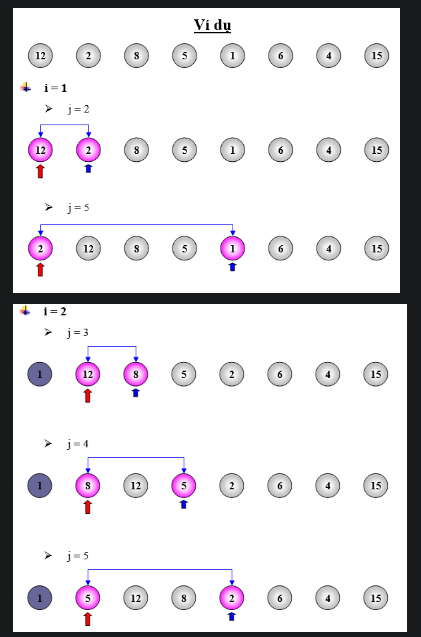 Ví dụ
12 2 8 5 1 6 4 15
i = 1
j = 2
12 2 8 5 1 6 4 15
j = 5
2 12 8 5 1 6 4 15
i = 2
j = 3
1 12 8 5 2 6 4 15
j = 4
1 8 12 5 2 6 4 15
j = 5
1 5 12 8 2 6 4 15